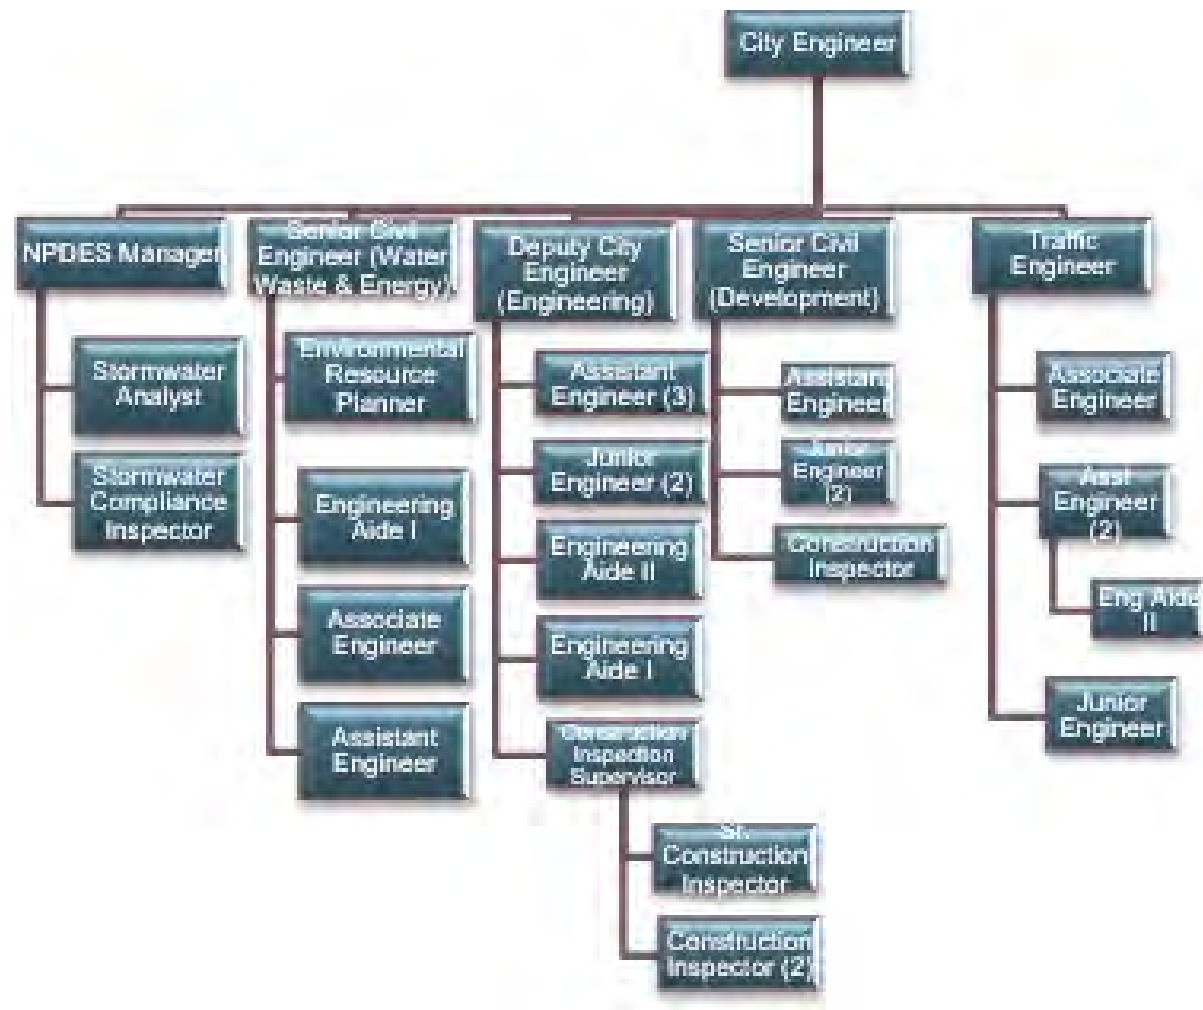 City Engineer
NPDES Manager
Senior Civil
Engineer (Water
Waste & Energy)
Deputy City
Engineer
(Engineering)
Senior Civil
Engineer
(Development)
Traffic
Engineer
Stormwater
Analyst
Stormwater
Compliance
Inspector
Environmental
Resource
Planner
Engineering
Aide I
Associate
Engineer
Assistant
Engineer
Assistant
Engineer (3)
Junior
Engineer (2)
Engineering
Aide II
Engineering
Aide I
Construction
Inspection
Supervisor
Sr.
Construction
Inspector
Construction
Inspector (2)
Assistant
Engineer
Junior
Engineer
(2)
Construction
Inspector
Associate
Engineer
Asst
Engineer
(2)
Eng Aide
II
Junior
Engineer